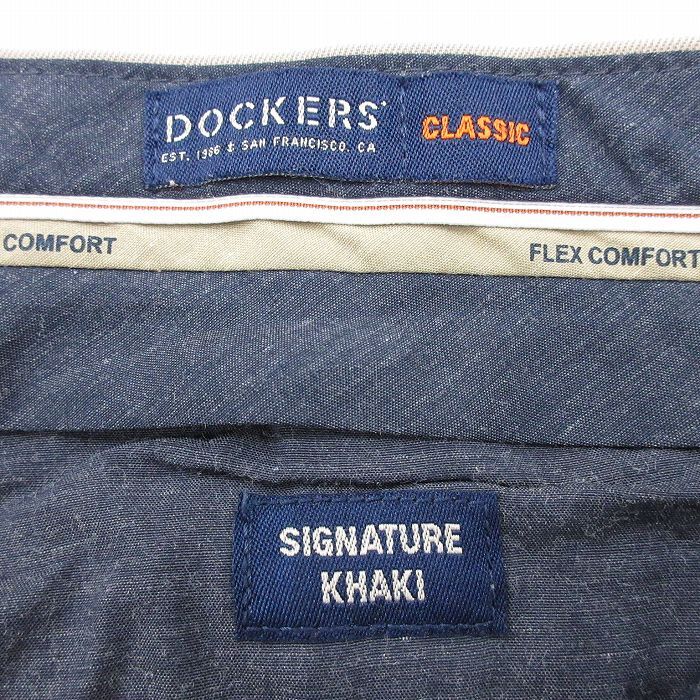 DOCKERS® CLASSIC
EST. 1986 & SAN FRANCISCO, CA
COMFORT FLEX COMFORT
SIGNATURE
KHAKI